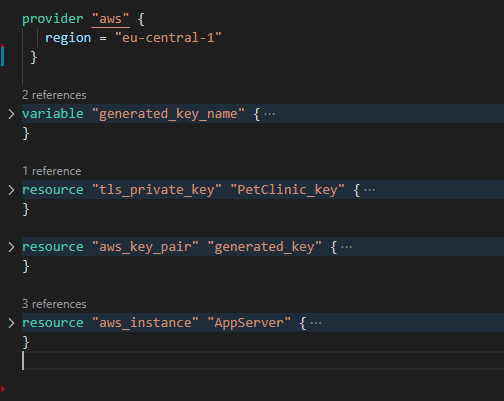 provider "aws" {
region = "eu-central-1"
}
2 references
variable "generated_key_name" { ···
}
1 reference
resource "tls_private_key" "PetClinic_key" { ···
}
resource "aws_key_pair" "generated_key" { ···
}
3 references
resource "aws_instance" "AppServer" { ···
}